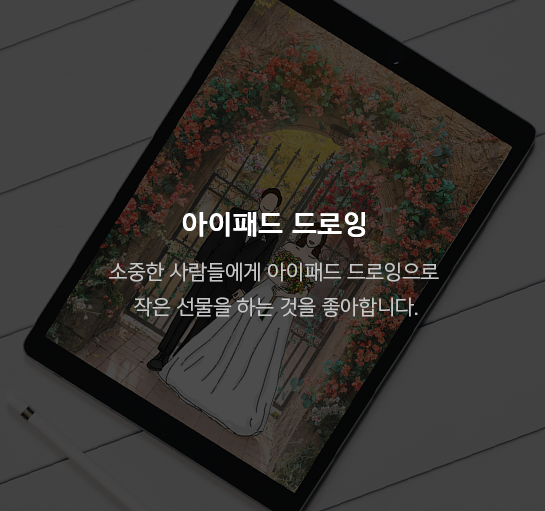 아이패드 드로잉
소중한 사람들에게 아이패드 드로잉으로
작은 선물을 하는 것을 좋아합니다.